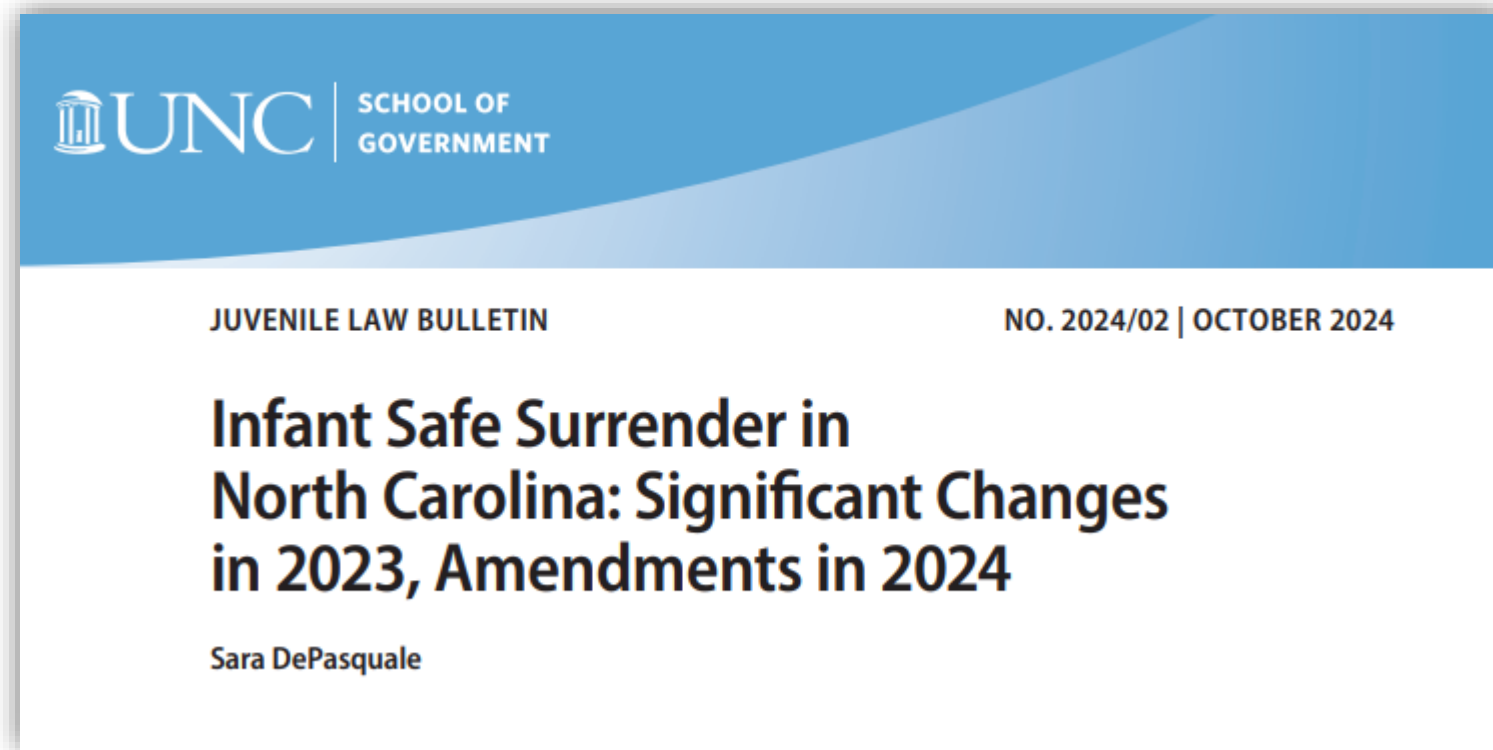 UNC
SCHOOL OF
GOVERNMENT
JUVENILE LAW BULLETIN
NO. 2024/02 | OCTOBER 2024
Infant Safe Surrender in
North Carolina: Significant Changes
in 2023, Amendments in 2024
Sara DePasquale